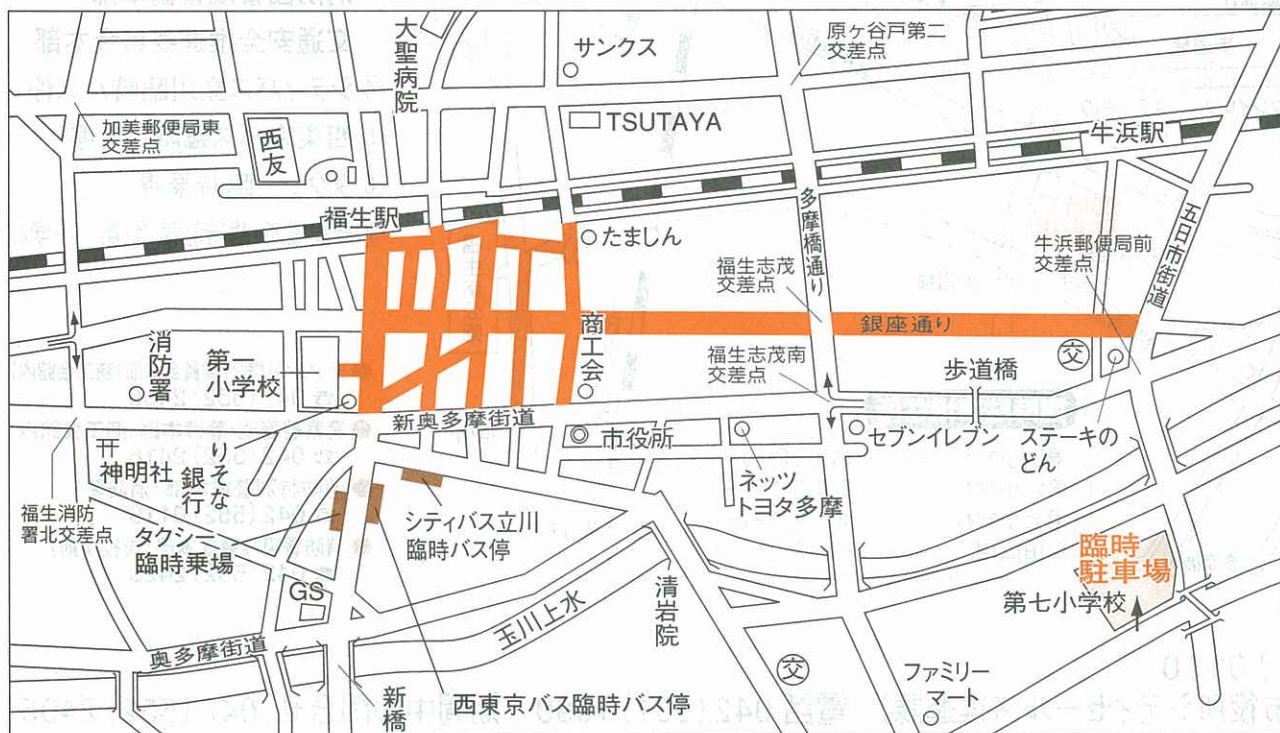 大聖病院
サンクス
原ヶ谷戸第二
交差点
加美郵便局東
交差点
西友
TSUTAYA
牛浜駅
福生駅
たましん
多摩橋通り
五日市街道
福生志茂
交差点
牛浜郵便局前
交差点
銀座通り
消防署
第一
小学校
商工会
福生志茂南
交差点
交
歩道橋
新奥多摩街道
市役所
セブンイレブン
ステーキの
どん
神明社
りそな
銀行
ネッツ
トヨタ多摩
福生消防
署北交差点
タクシー
臨時乗場
シティバス立川
臨時バス停
臨時
駐車場
第七小学校
GS
清岩院
玉川上水
奥多摩街道
交
ファミリー
マート
新橋
西東京バス臨時バス停